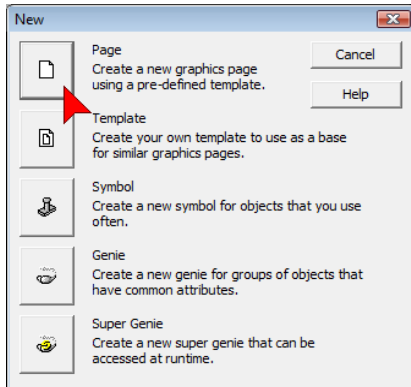 New
Page
Create a new graphics page
using a pre-defined template.
Cancel
Help
Template
Create your own template to use as a base
for similar graphics pages.
Symbol
Create a new symbol for objects that you use
often.
Genie
Create a new genie for groups of objects that
have common attributes.
Super Genie
Create a new super genie that can be
accessed at runtime.